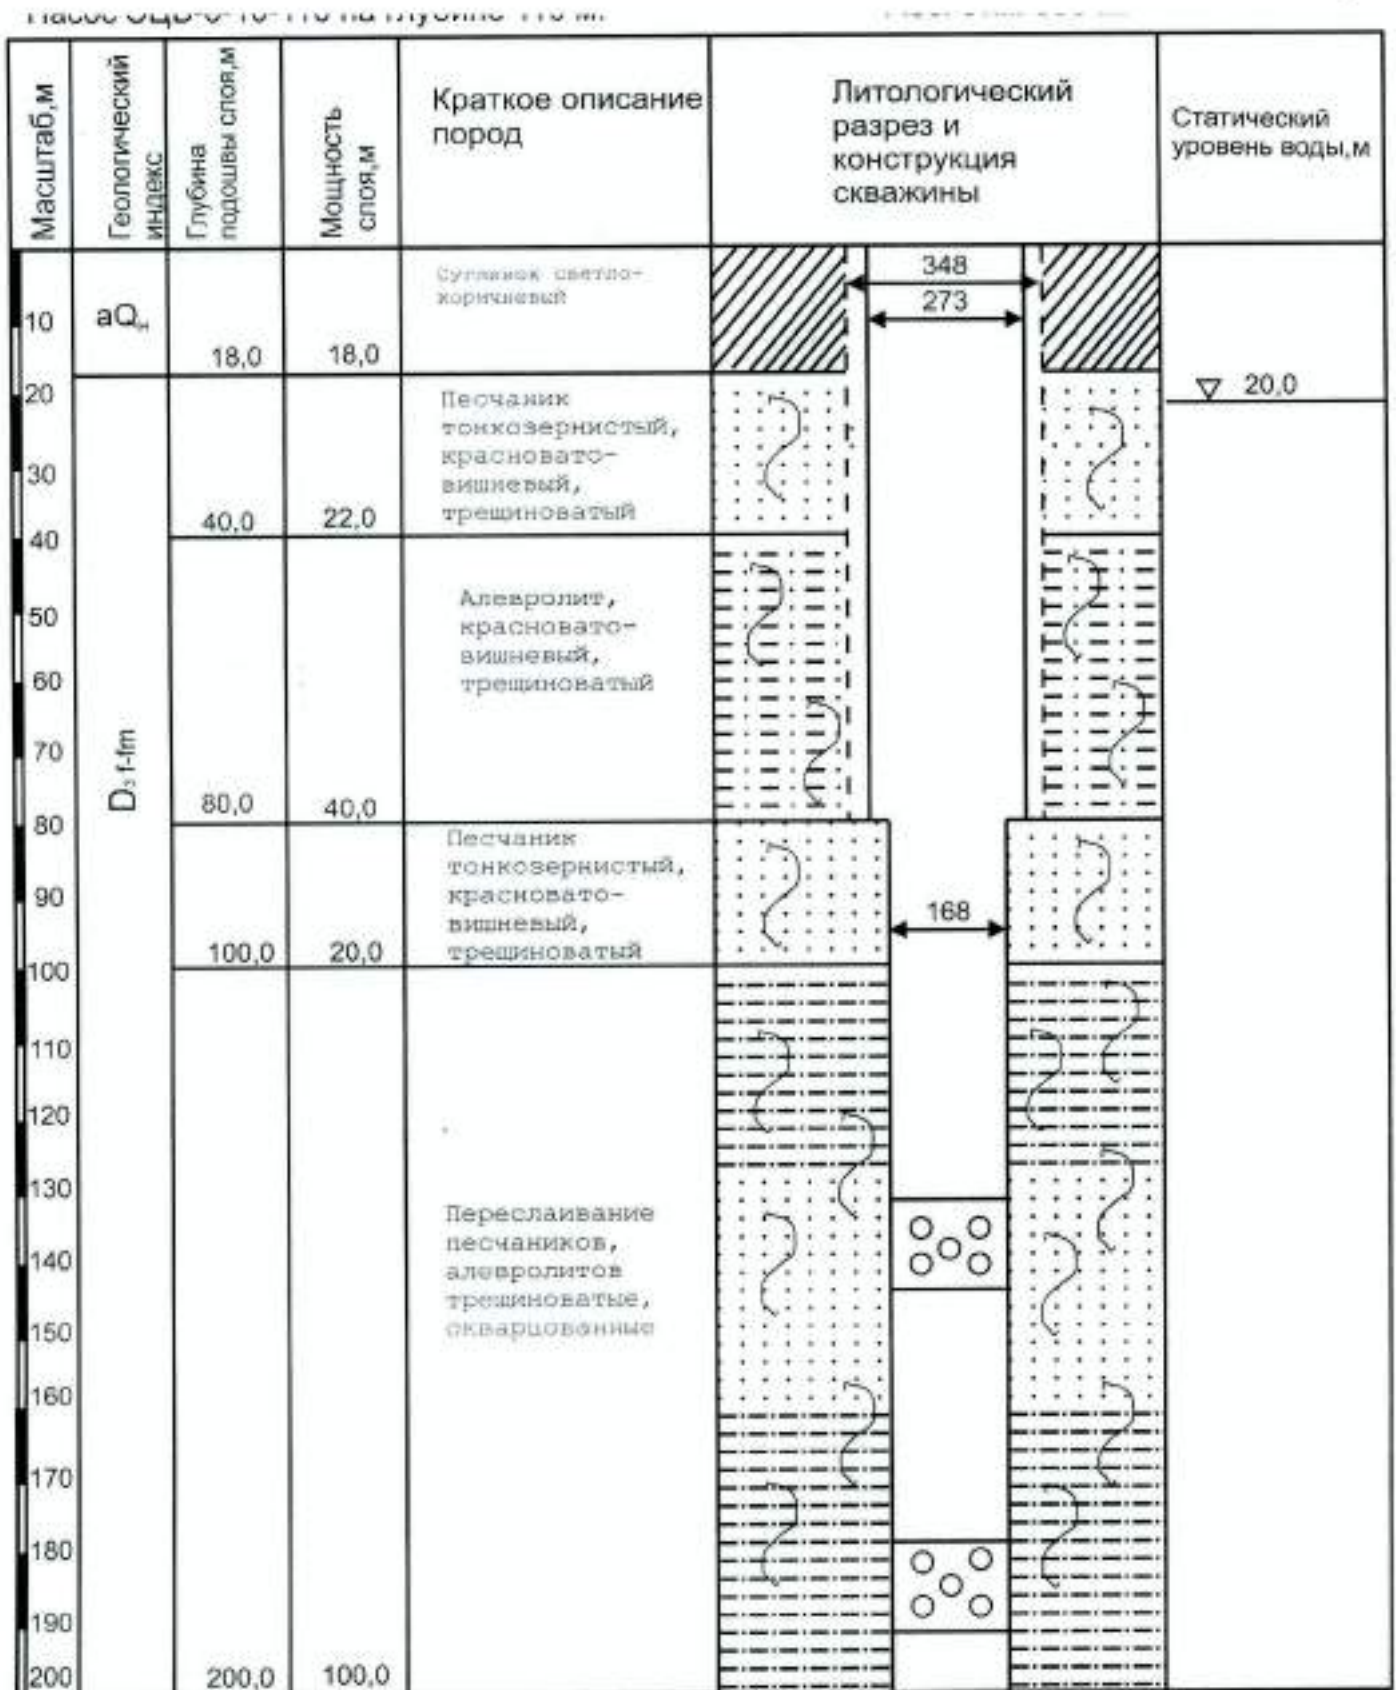 Масштаб,м
Геологический
индекс
Глубина
подошвы слоя,м
Мощность
слоя,м
Краткое описание
пород
Литологический
разрез и
конструкция
скважины
Статический
уровень воды,м
10
20
30
40
50
60
70
80
90
100
110
120
130
140
150
160
170
180
190
200
aQ
18,0
18,0
Суглинок светло-
коричневый
40,0
22,0
Песчаник
тонкозернистый,
красновато-
вишневый,
трещиноватый
D₃ f-fm
80,0
40,0
Алевролит,
красновато-
вишневый,
трещиноватый
100,0
20,0
Песчаник
тонкозернистый,
красновато-
вишневый,
трещиноватый
200,0
100,0
Переслаивание
песчаников,
алевролитов
трещиноватые,
окварцованные
348
273
168
20,0